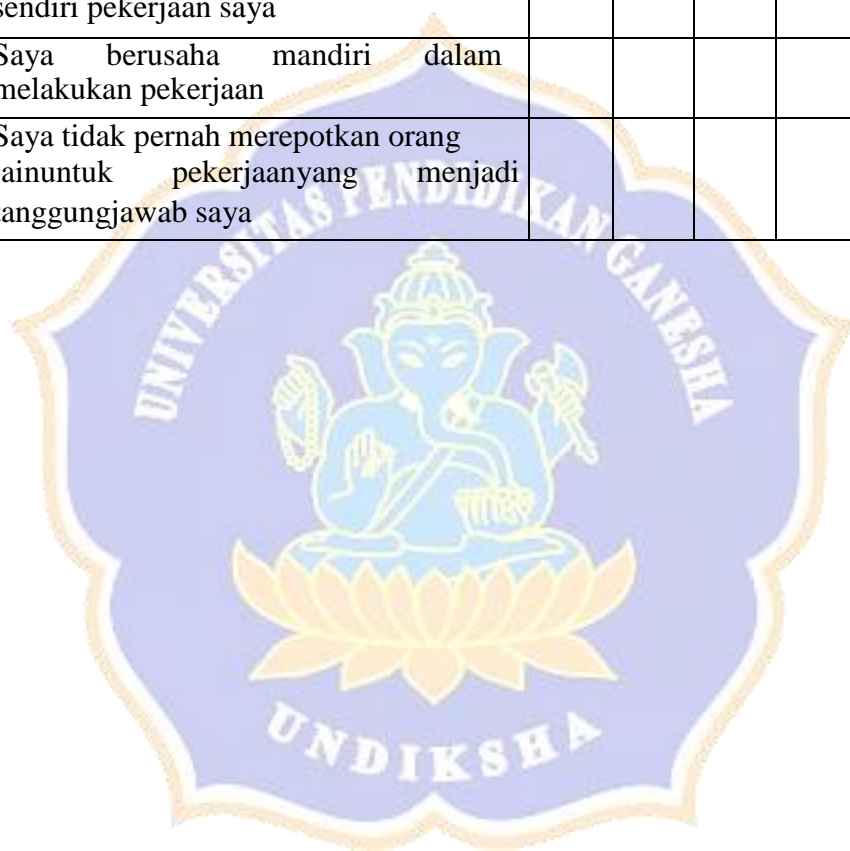 sendiri pekerjaan saya
Saya berusaha mandiri dalam
melakukan pekerjaan
Saya tidak pernah merepotkan orang
lainuntuk pekerjaanyang menjadi
tanggungjawab saya
UNIVERSITAS PENDIDIKAN GANESHA
UNDIKSHA